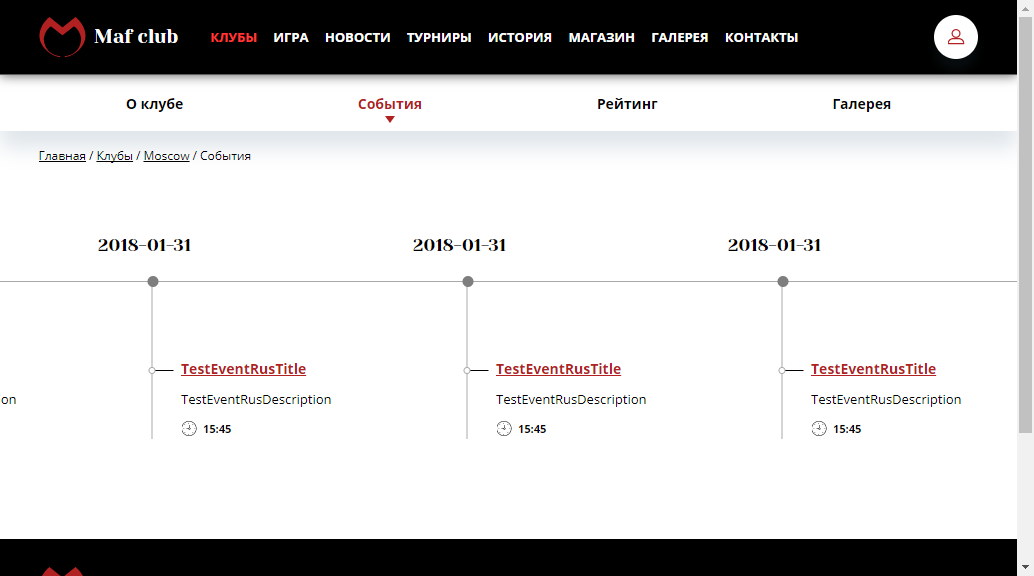 Maf club
КЛУБЫ ИГРА НОВОСТИ ТУРНИРЫ ИСТОРИЯ МАГАЗИН ГАЛЕРЕЯ КОНТАКТЫ
О клубе События Рейтинг Галерея
Главная / Клубы / Moscow / События
2018-01-31 2018-01-31 2018-01-31
TestEventRusTitle TestEventRusTitle TestEventRusTitle
on TestEventRusDescription TestEventRusDescription TestEventRusDescription
15:45 15:45 15:45